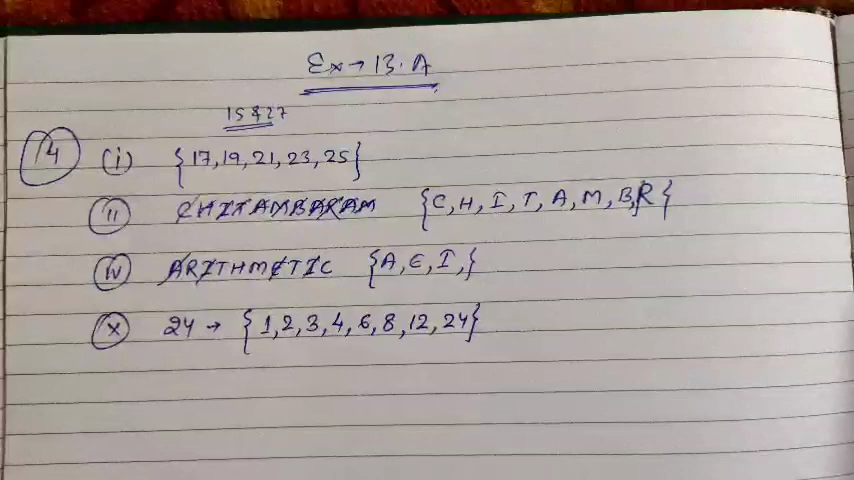 Ex→ 13.A
15 & 27
14 (i) {17,19,21,23,25}
ii CHITAMBARAM {C, H, I, T, A, M, B, R}
iv ARITHMETIC {A, E, I,}
x 24 → {1,2,3,4,6,8,12,24}